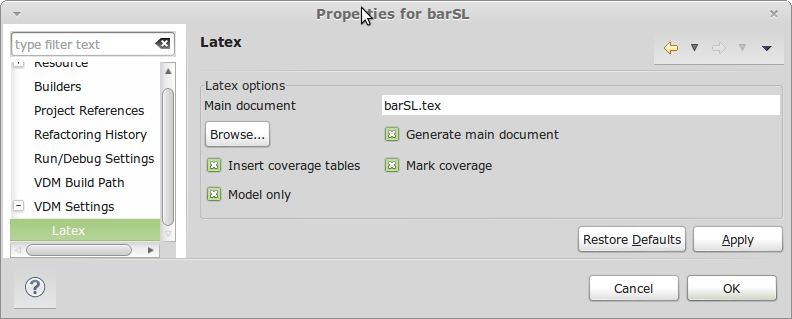 Properties for barSL
type filter text
Latex
Resource
Builders
Project References
Refactoring History
Run/Debug Settings
VDM Build Path
VDM Settings
Latex
Latex options
Main document barSL.tex
Browse... Generate main document
Insert coverage tables Mark coverage
Model only
Restore Defaults Apply
? Cancel OK